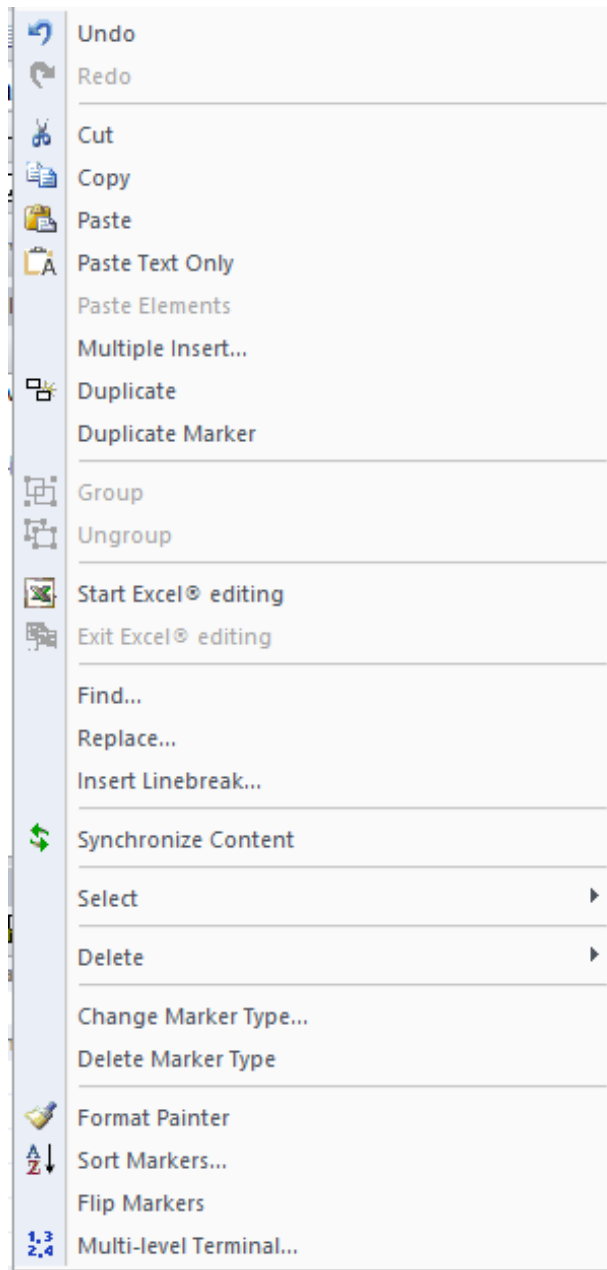 Undo
Redo
Cut
Copy
Paste
Paste Text Only
Paste Elements
Multiple Insert...
Duplicate
Duplicate Marker
Group
Ungroup
Start Excel® editing
Exit Excel® editing
Find...
Replace...
Insert Linebreak...
Synchronize Content
Select
Delete
Change Marker Type...
Delete Marker Type
Format Painter
Sort Markers...
Flip Markers
Multi-level Terminal...